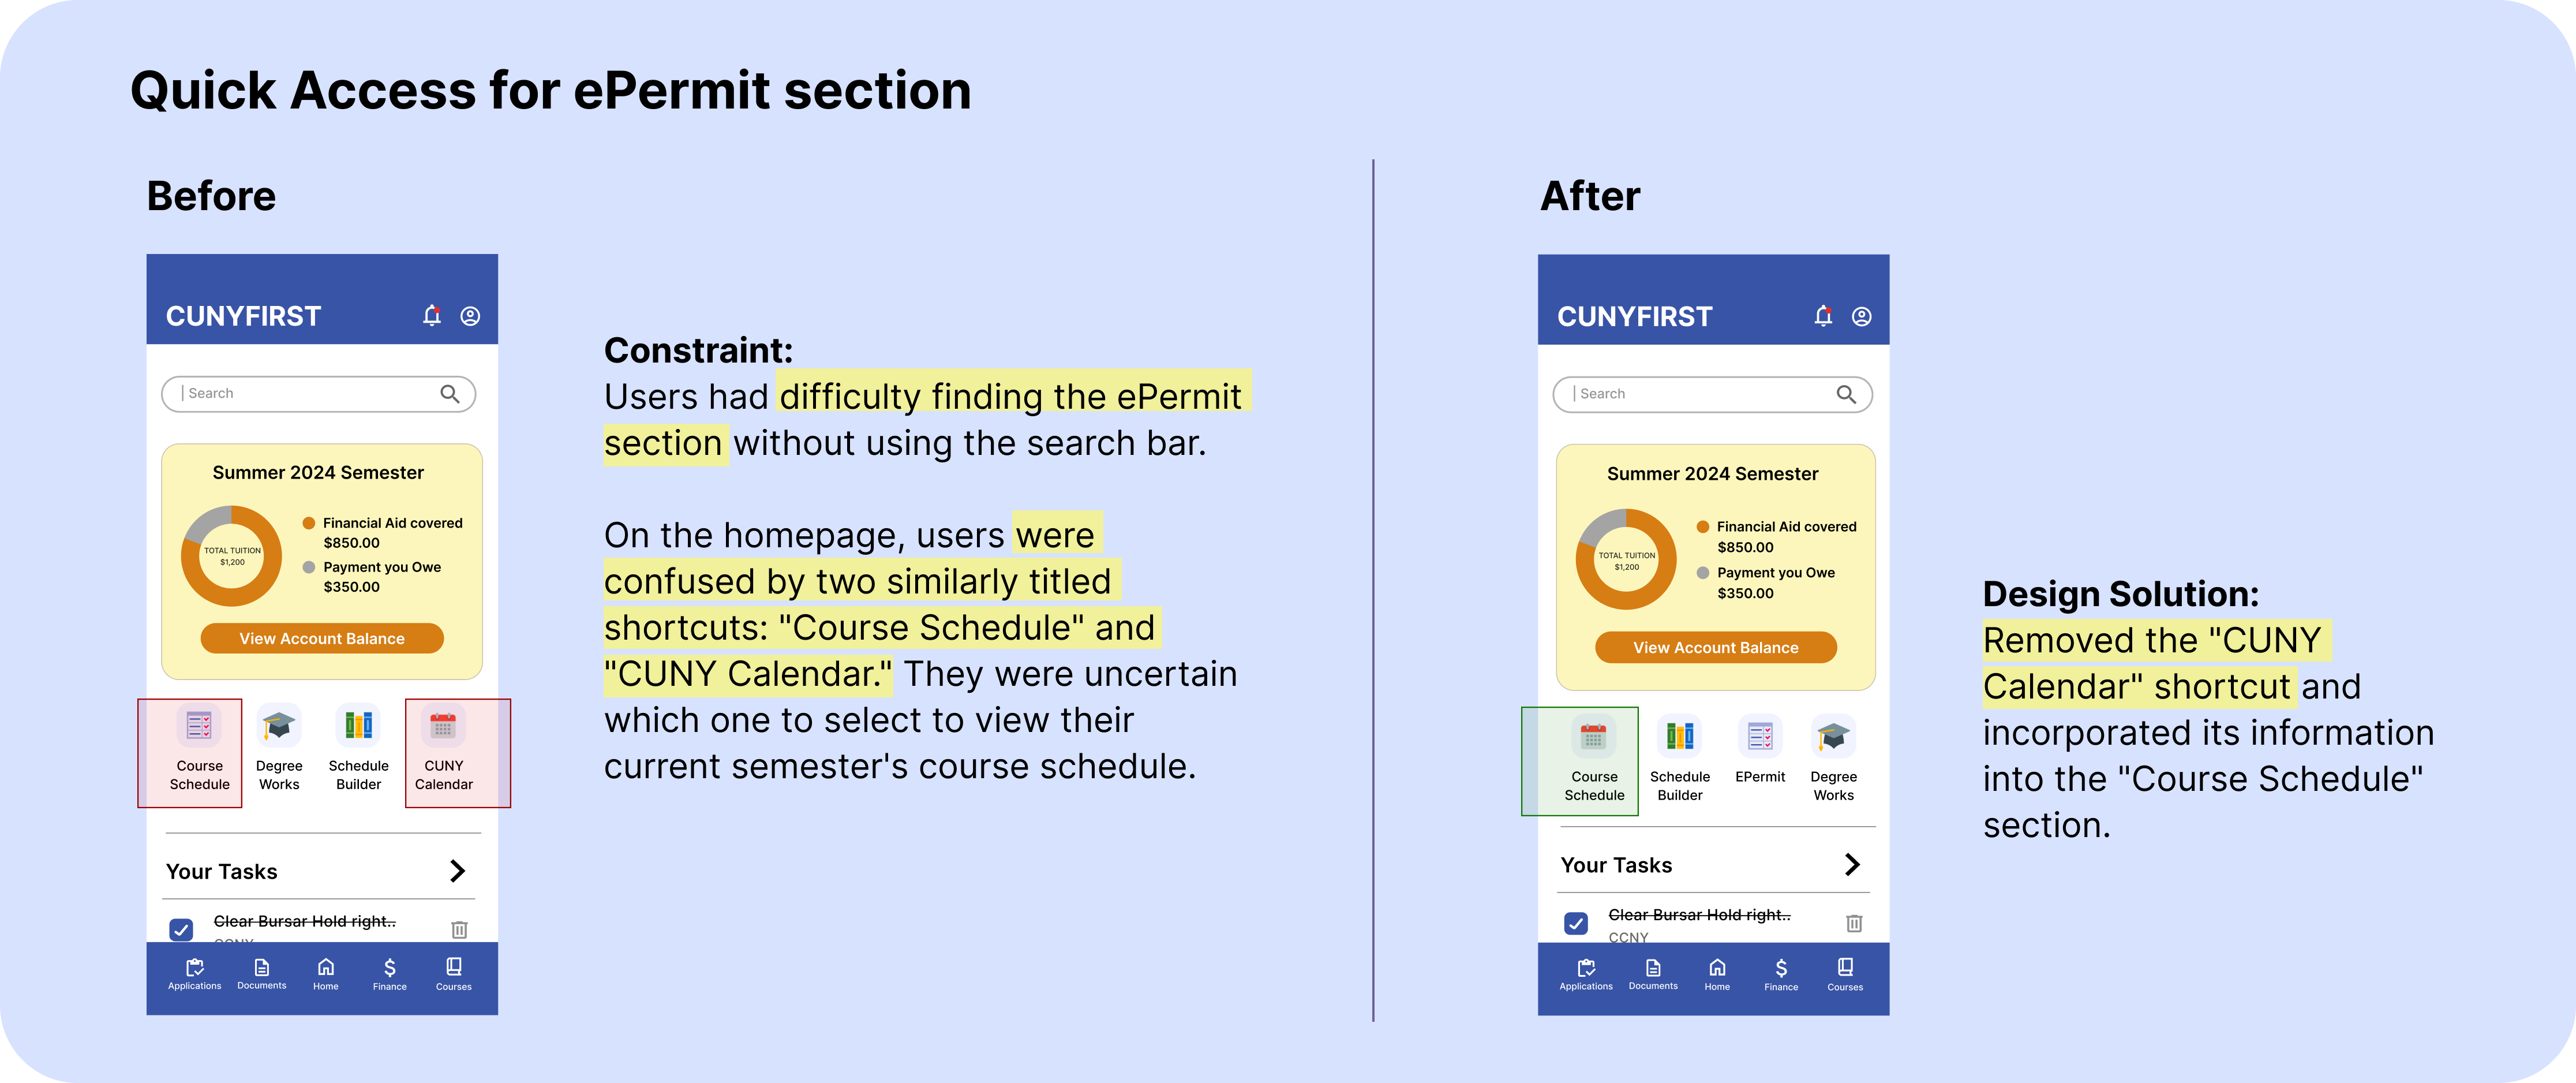 Quick Access for ePermit section
Before
CUNYFIRST
Search
Summer 2024 Semester
TOTAL TUITION
$1,200
Financial Aid covered
$850.00
Payment you Owe
$350.00
View Account Balance
Course
Schedule
Degree
Works
Schedule
Builder
CUNY
Calendar
Your Tasks
Clear Bursar Hold right..
CCNY
Applications
Documents
Home
Finance
Courses
Constraint:
Users had difficulty finding the ePermit
section without using the search bar.
On the homepage, users were
confused by two similarly titled
shortcuts: "Course Schedule" and
"CUNY Calendar." They were uncertain
which one to select to view their
current semester's course schedule.
After
CUNYFIRST
Search
Summer 2024 Semester
TOTAL TUITION
$1,200
Financial Aid covered
$850.00
Payment you Owe
$350.00
View Account Balance
Course
Schedule
Schedule
Builder
EPermit
Degree
Works
Your Tasks
Clear Bursar Hold right..
CCNY
Applications
Documents
Home
Finance
Courses
Design Solution:
Removed the "CUNY
Calendar" shortcut and
incorporated its information
into the "Course Schedule"
section.